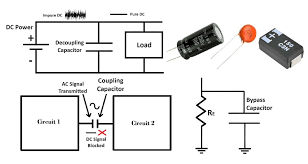 Impure DC
Pure DC
DC Power
+
-
Decoupling
Capacitor
Load
AC Signal
Transmitted
Coupling
Capacitor
Circuit 1
Circuit 2
DC Signal
Blocked
Bypass
Capacitor